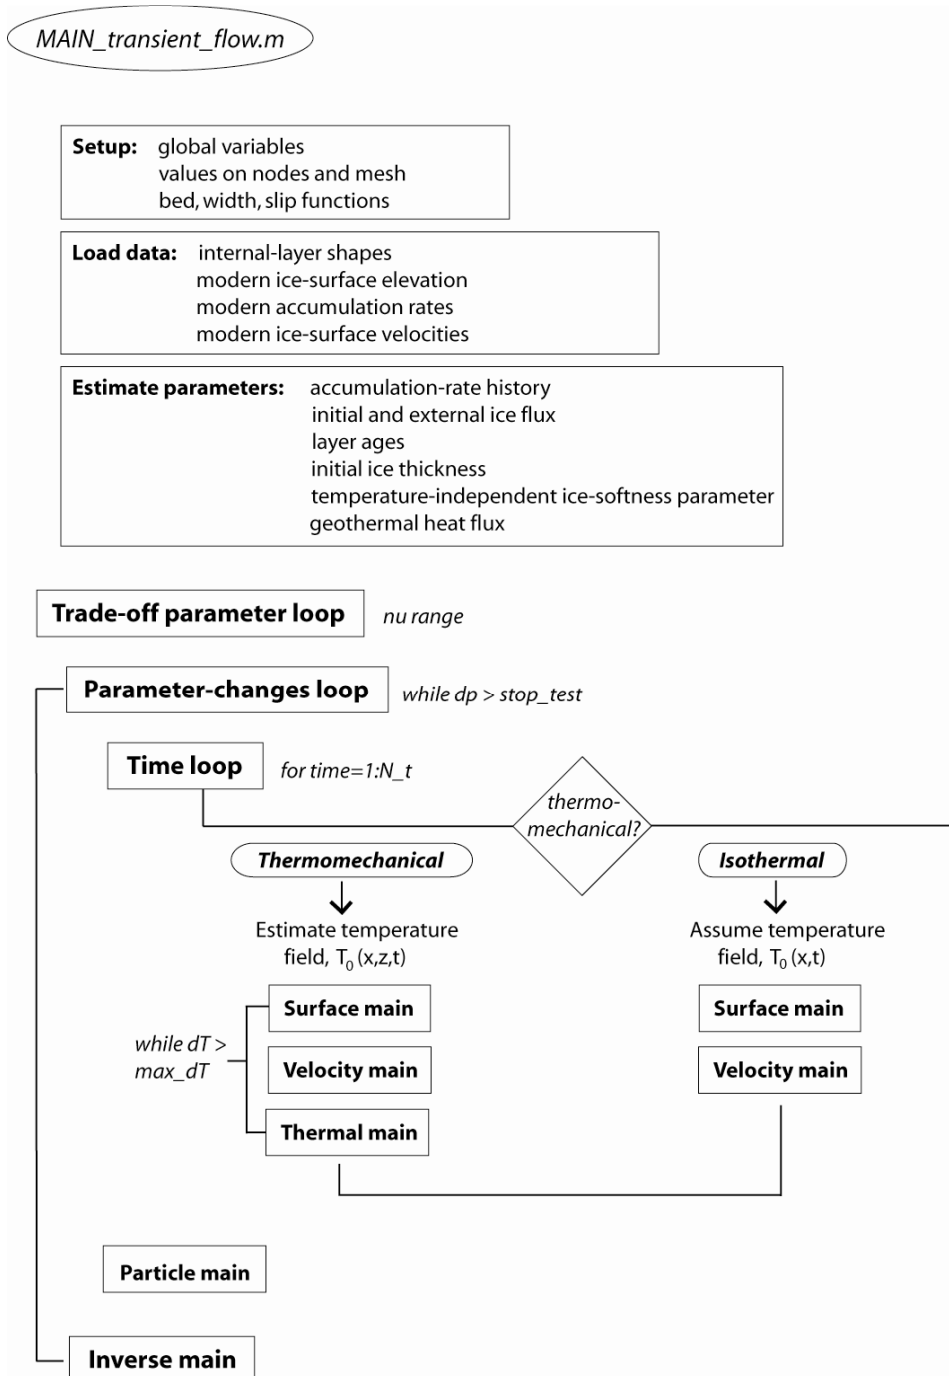 MAIN_transient_flow.m
Setup: global variables
values on nodes and mesh
bed, width, slip functions
Load data: internal-layer shapes
modern ice-surface elevation
modern accumulation rates
modern ice-surface velocities
Estimate parameters: accumulation-rate history
initial and external ice flux
layer ages
initial ice thickness
temperature-independent ice-softness parameter
geothermal heat flux
Trade-off parameter loop nu range
Parameter-changes loop while dp > stop_test
Time loop for time=1:N_t
thermo-
mechanical?
Thermomechanical
Estimate temperature
field, T0 (x,z,t)
Surface main
while dT >
max_dT
Velocity main
Thermal main
Isothermal
Assume temperature
field, T0 (x,t)
Surface main
Velocity main
Particle main
Inverse main